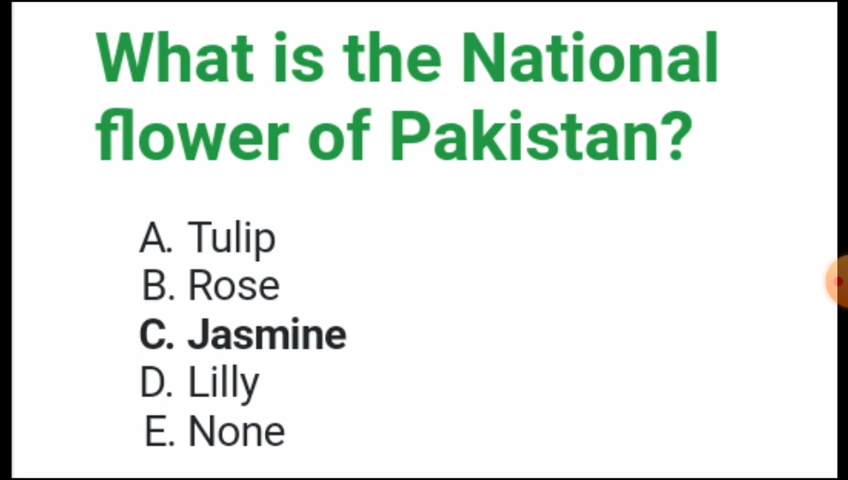 What is the National
flower of Pakistan?
A. Tulip
B. Rose
C. Jasmine
D. Lilly
E. None